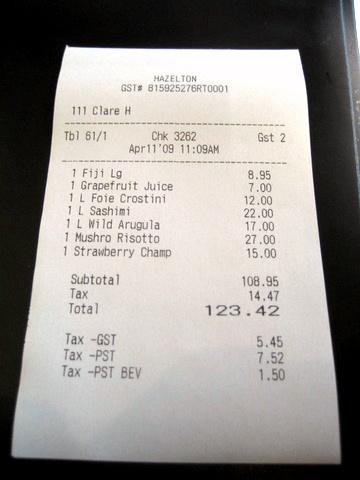 HAZELTON
GST# 815925276RT0001
111 Clare H
Tbl 61/1 Chk 3262 Gst 2
Apr11'09 11:09AM
1 Fiji Lg 8.95
1 Grapefruit Juice 7.00
1 L Foie Crostini 12.00
1 L Sashimi 22.00
1 L Wild Arugula 17.00
1 Mushro Risotto 27.00
1 Strawberry Champ 15.00
Subtotal 108.95
Tax 14.47
Total 123.42
Tax -GST 5.45
Tax -PST 7.52
Tax -PST BEV 1.50